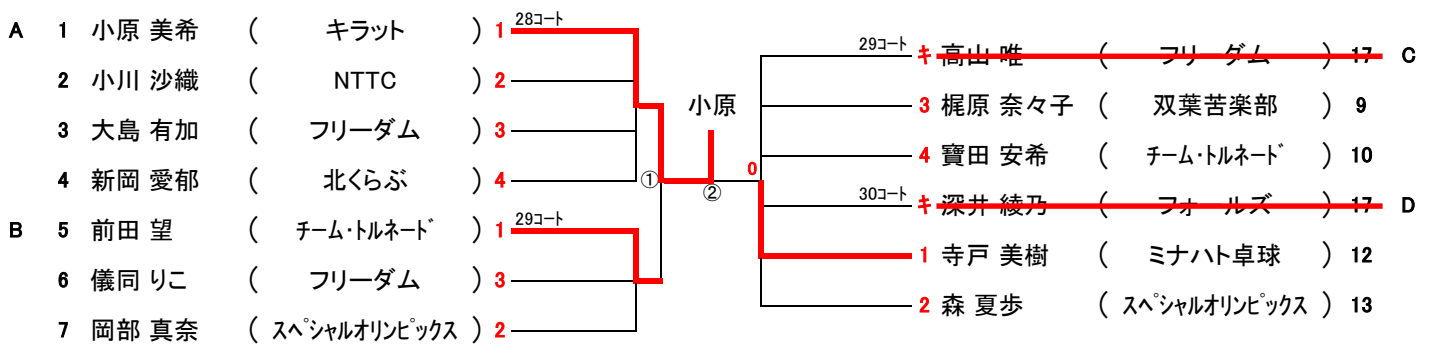 A 1 小原 美希 ( キラット ) 1 28コート
2 小川 沙織 ( NTTC ) 2
3 大島 有加 ( フリーダム ) 3
4 新岡 愛郁 ( 北くらぶ ) 4
B 5 前田 望 ( チーム・トルネード ) 1 29コート
6 儀同 りこ ( フリーダム ) 3
7 岡部 真奈 ( スペシャルオリンピックス ) 2
小原
① ② 0
29コート キ 高山 唯 ( フリーダム ) 17 C
3 梶原 奈々子 ( 双葉苦楽部 ) 9
4 寶田 安希 ( チーム・トルネード ) 10
30コート キ 深井 綾乃 ( フォールズ ) 17 D
1 寺戸 美樹 ( ミナハト卓球 ) 12
2 森 夏歩 ( スペシャルオリンピックス ) 13